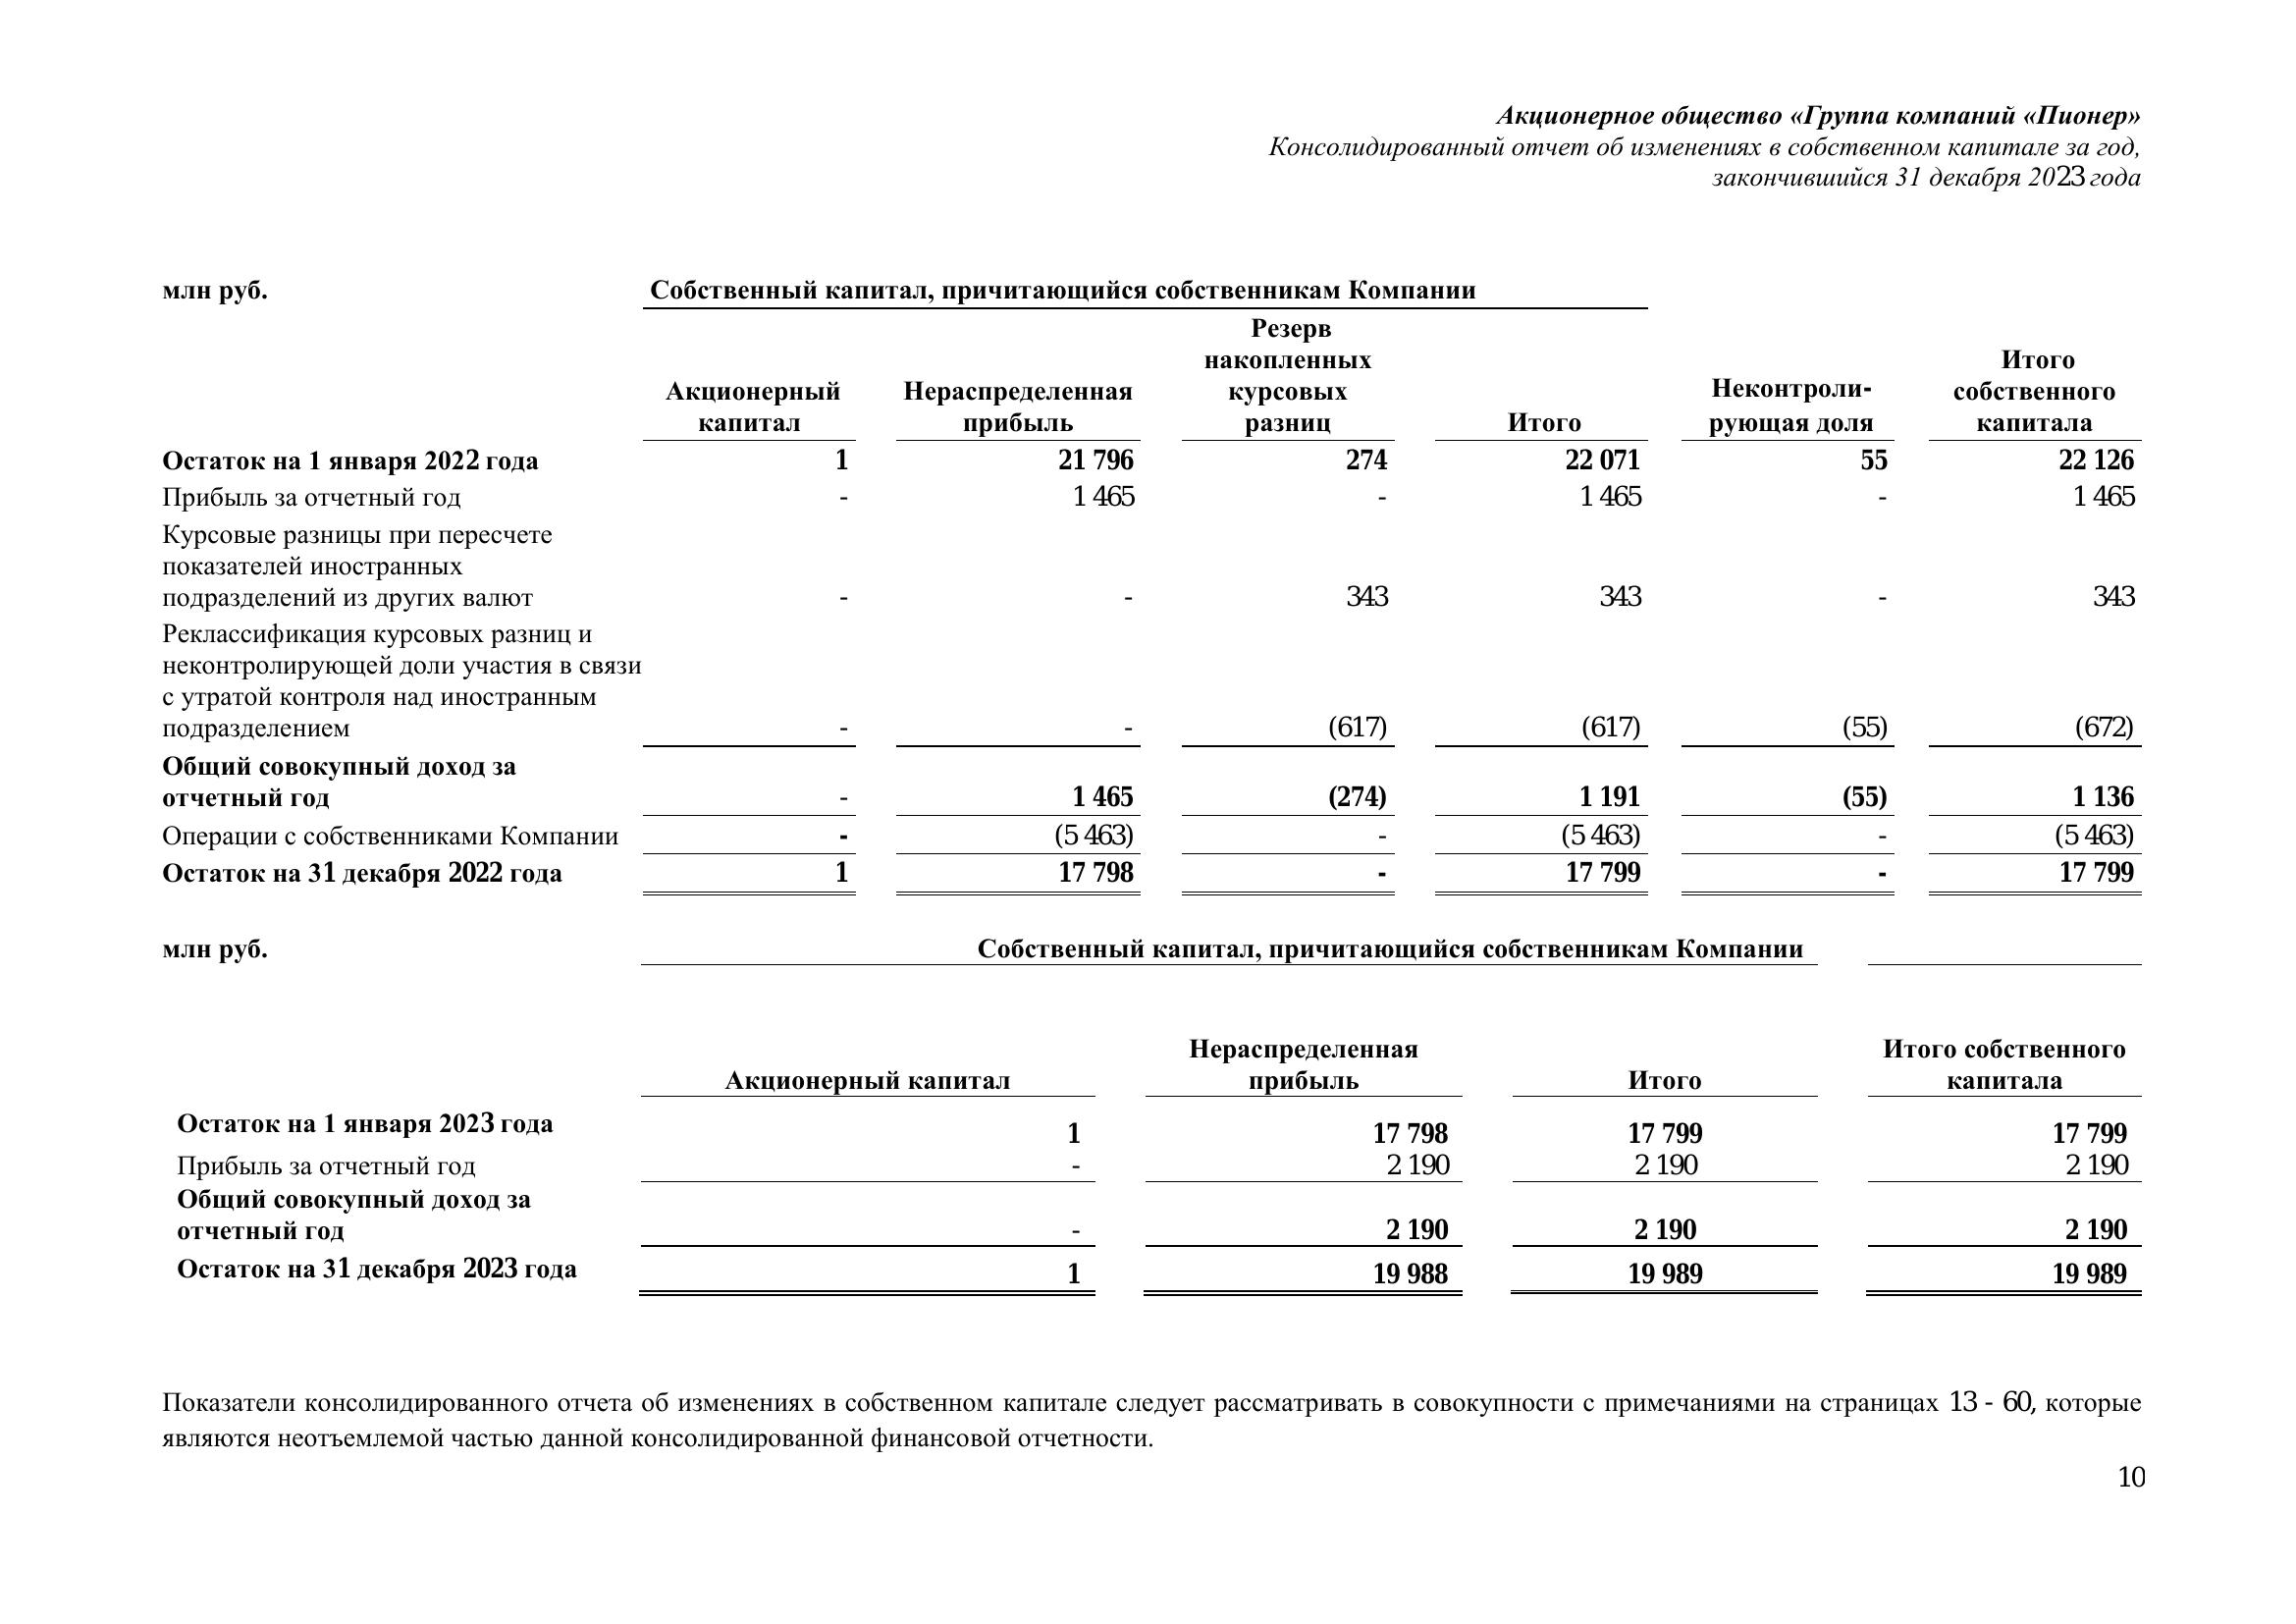 Акционерное общество «Группа компаний «Пионер»
Консолидированный отчет об изменениях в собственном капитале за год,
закончившийся 31 декабря 2023 года
млн руб. Собственный капитал, причитающийся собственникам Компании
Резерв
накопленных Итого
Акционерный Нераспределенная курсовых Неконтроли- собственного
капитал прибыль разниц Итого рующая доля капитала
Остаток на 1 января 2022 года 1 21 796 274 22 071 55 22 126
Прибыль за отчетный год - 1 465 - 1 465 - 1 465
Курсовые разницы при пересчете
показателей иностранных
подразделений из других валют - - 343 343 - 343
Реклассификация курсовых разниц и
неконтролирующей доли участия в связи
с утратой контроля над иностранным
подразделением - - (617) (617) (55) (672)
Общий совокупный доход за
отчетный год - 1 465 (274) 1 191 (55) 1 136
Операции с собственниками Компании - (5 463) - (5 463) - (5 463)
Остаток на 31 декабря 2022 года 1 17 798 - 17 799 - 17 799
млн руб. Собственный капитал, причитающийся собственникам Компании
Нераспределенная Итого собственного
Акционерный капитал прибыль Итого капитала
Остаток на 1 января 2023 года 1 17 798 17 799 17 799
Прибыль за отчетный год - 2 190 2 190 2 190
Общий совокупный доход за
отчетный год - 2 190 2 190 2 190
Остаток на 31 декабря 2023 года 1 19 988 19 989 19 989
Показатели консолидированного отчета об изменениях в собственном капитале следует рассматривать в совокупности с примечаниями на страницах 13 - 60, которые
являются неотъемлемой частью данной консолидированной финансовой отчетности.
10